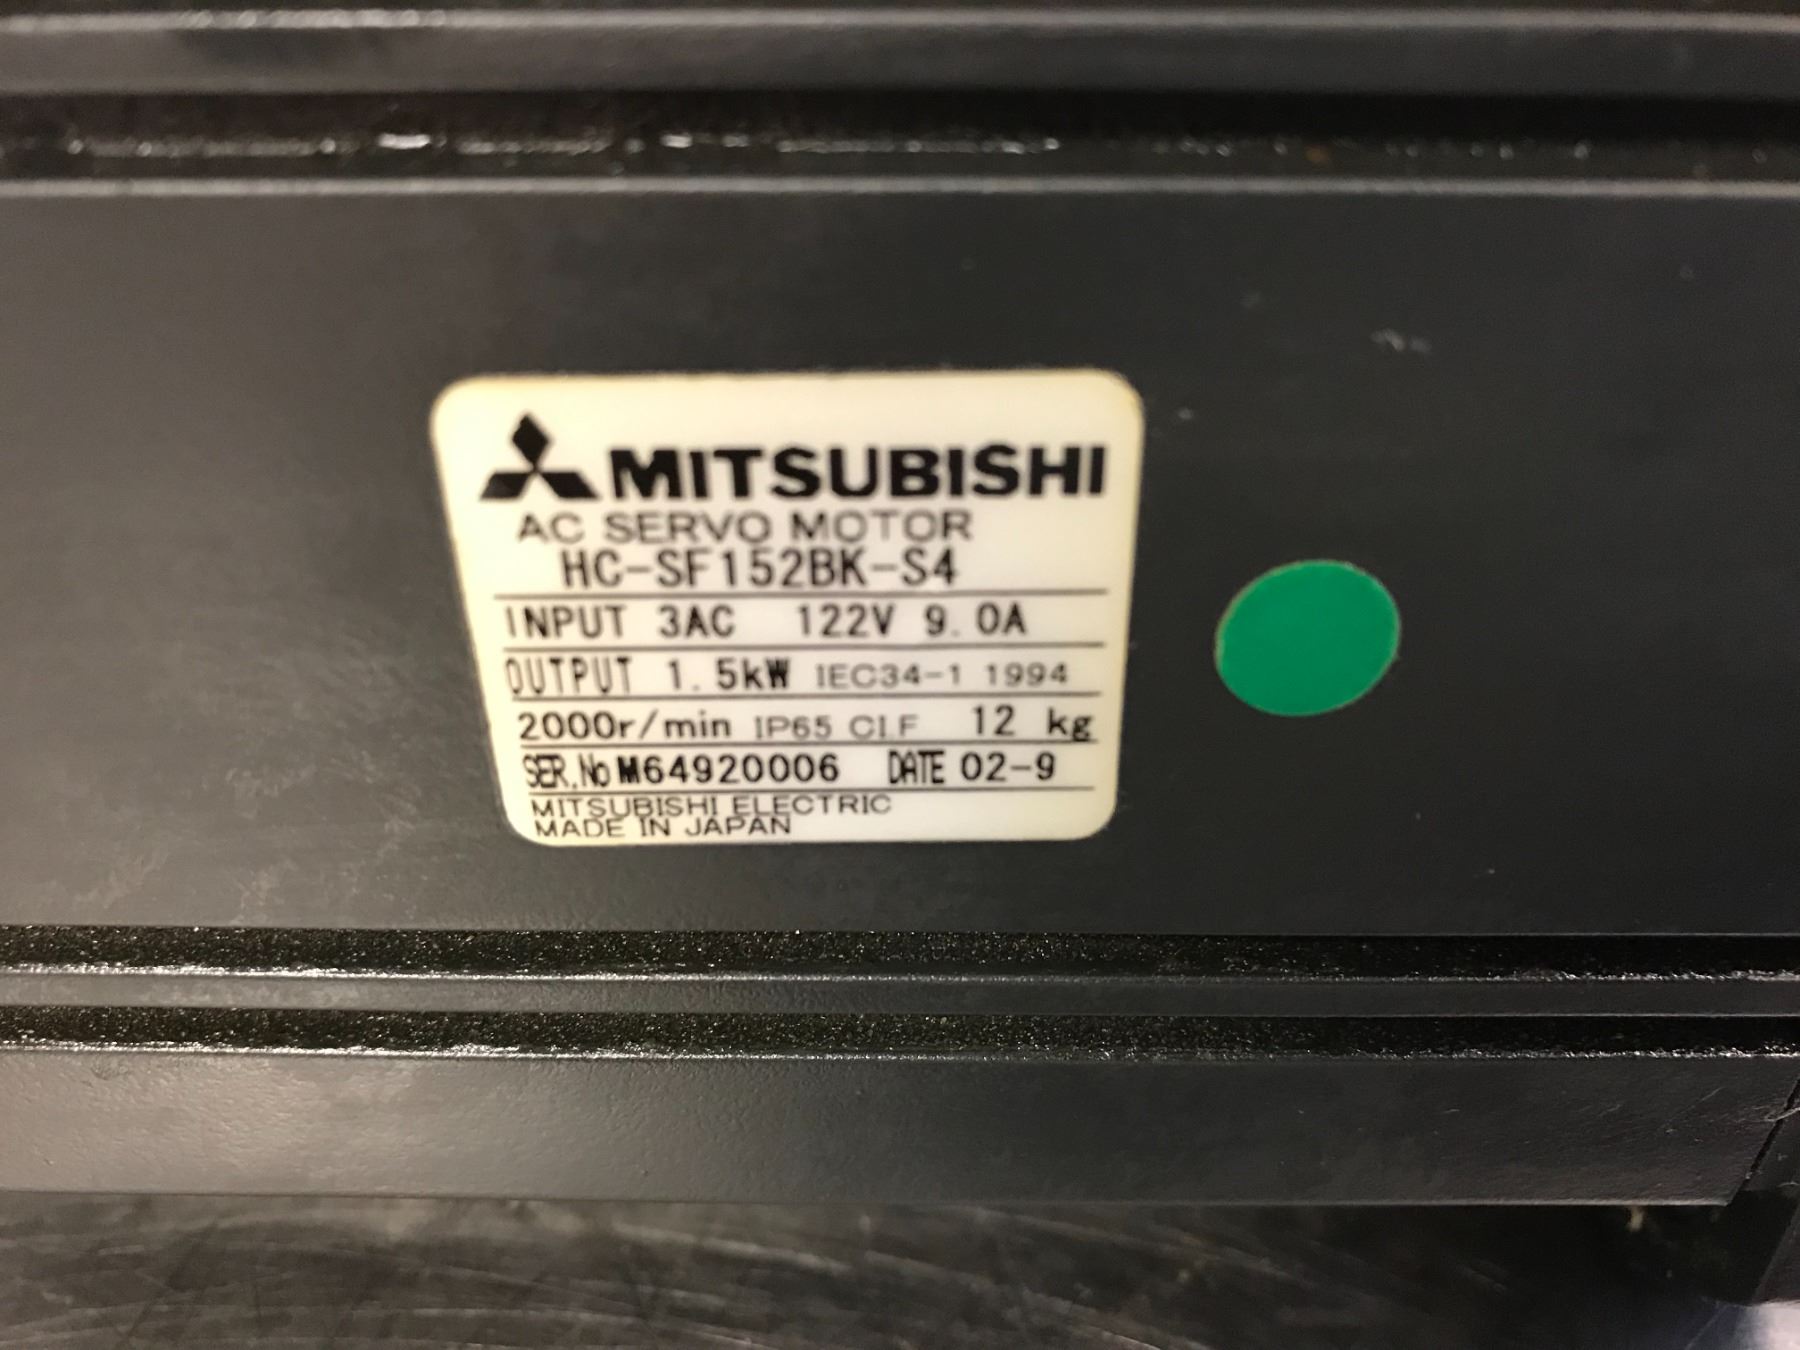 MITSUBISHI
AC SERVO MOTOR
HC-SF152BK-S4
INPUT 3AC 122V 9.0A
OUTPUT 1.5kW IEC34-1 1994
2000r/min IP65 CI.F 12 kg
SER.No M64920006 DATE 02-9
MITSUBISHI ELECTRIC
MADE IN JAPAN